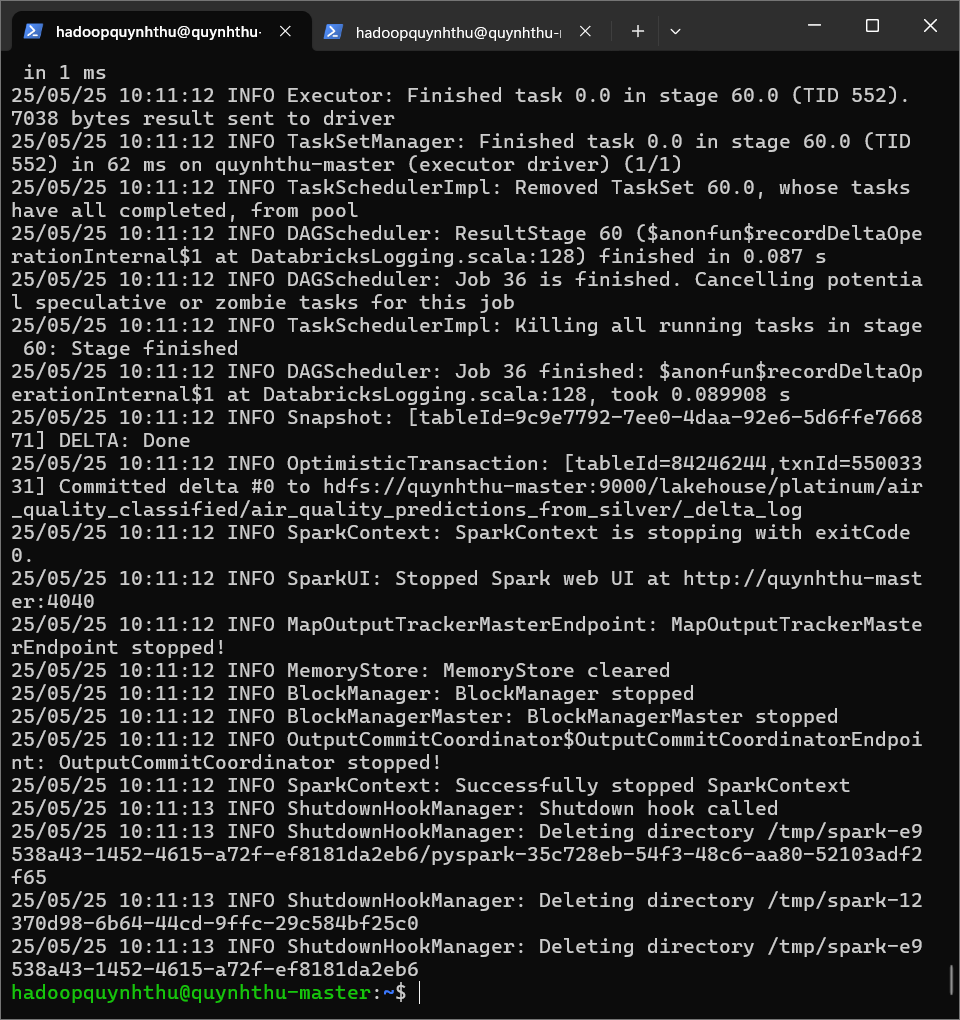 hadoopquynhthu@quynhthu-
hadoopquynhthu@quynhthu-
in 1 ms
25/05/25 10:11:12 INFO Executor: Finished task 0.0 in stage 60.0 (TID 552).
7038 bytes result sent to driver
25/05/25 10:11:12 INFO TaskSetManager: Finished task 0.0 in stage 60.0 (TID
552) in 62 ms on quynhthu-master (executor driver) (1/1)
25/05/25 10:11:12 INFO TaskSchedulerImpl: Removed TaskSet 60.0, whose tasks
have all completed, from pool
25/05/25 10:11:12 INFO DAGScheduler: ResultStage 60 ($anonfun$recordDeltaOpe
rationInternal$1 at DatabricksLogging.scala:128) finished in 0.087 s
25/05/25 10:11:12 INFO DAGScheduler: Job 36 is finished. Cancelling potentia
l speculative or zombie tasks for this job
25/05/25 10:11:12 INFO TaskSchedulerImpl: Killing all running tasks in stage
60: Stage finished
25/05/25 10:11:12 INFO DAGScheduler: Job 36 finished: $anonfun$recordDeltaOp
erationInternal$1 at DatabricksLogging.scala:128, took 0.089908 s
25/05/25 10:11:12 INFO Snapshot: [tableId=9c9e7792-7ee0-4daa-92e6-5d6ffe7668
71] DELTA: Done
25/05/25 10:11:12 INFO OptimisticTransaction: [tableId=84246244,txnId=550033
31] Committed delta #0 to hdfs://quynhthu-master:9000/lakehouse/platinum/air
_quality_classified/air_quality_predictions_from_silver/_delta_log
25/05/25 10:11:12 INFO SparkContext: SparkContext is stopping with exitCode
0.
25/05/25 10:11:12 INFO SparkUI: Stopped Spark web UI at http://quynhthu-mast
er:4040
25/05/25 10:11:12 INFO MapOutputTrackerMasterEndpoint: MapOutputTrackerMaste
rEndpoint stopped!
25/05/25 10:11:12 INFO MemoryStore: MemoryStore cleared
25/05/25 10:11:12 INFO BlockManager: BlockManager stopped
25/05/25 10:11:12 INFO BlockManagerMaster: BlockManagerMaster stopped
25/05/25 10:11:12 INFO OutputCommitCoordinator$OutputCommitCoordinatorEndpoi
nt: OutputCommitCoordinator stopped!
25/05/25 10:11:12 INFO SparkContext: Successfully stopped SparkContext
25/05/25 10:11:13 INFO ShutdownHookManager: Shutdown hook called
25/05/25 10:11:13 INFO ShutdownHookManager: Deleting directory /tmp/spark-e9
538a43-1452-4615-a72f-ef8181da2eb6/pyspark-35c728eb-54f3-48c6-aa80-52103adf2
f65
25/05/25 10:11:13 INFO ShutdownHookManager: Deleting directory /tmp/spark-12
370d98-6b64-44cd-9ffc-29c584bf25c0
25/05/25 10:11:13 INFO ShutdownHookManager: Deleting directory /tmp/spark-e9
538a43-1452-4615-a72f-ef8181da2eb6
hadoopquynhthu@quynhthu-master:~$